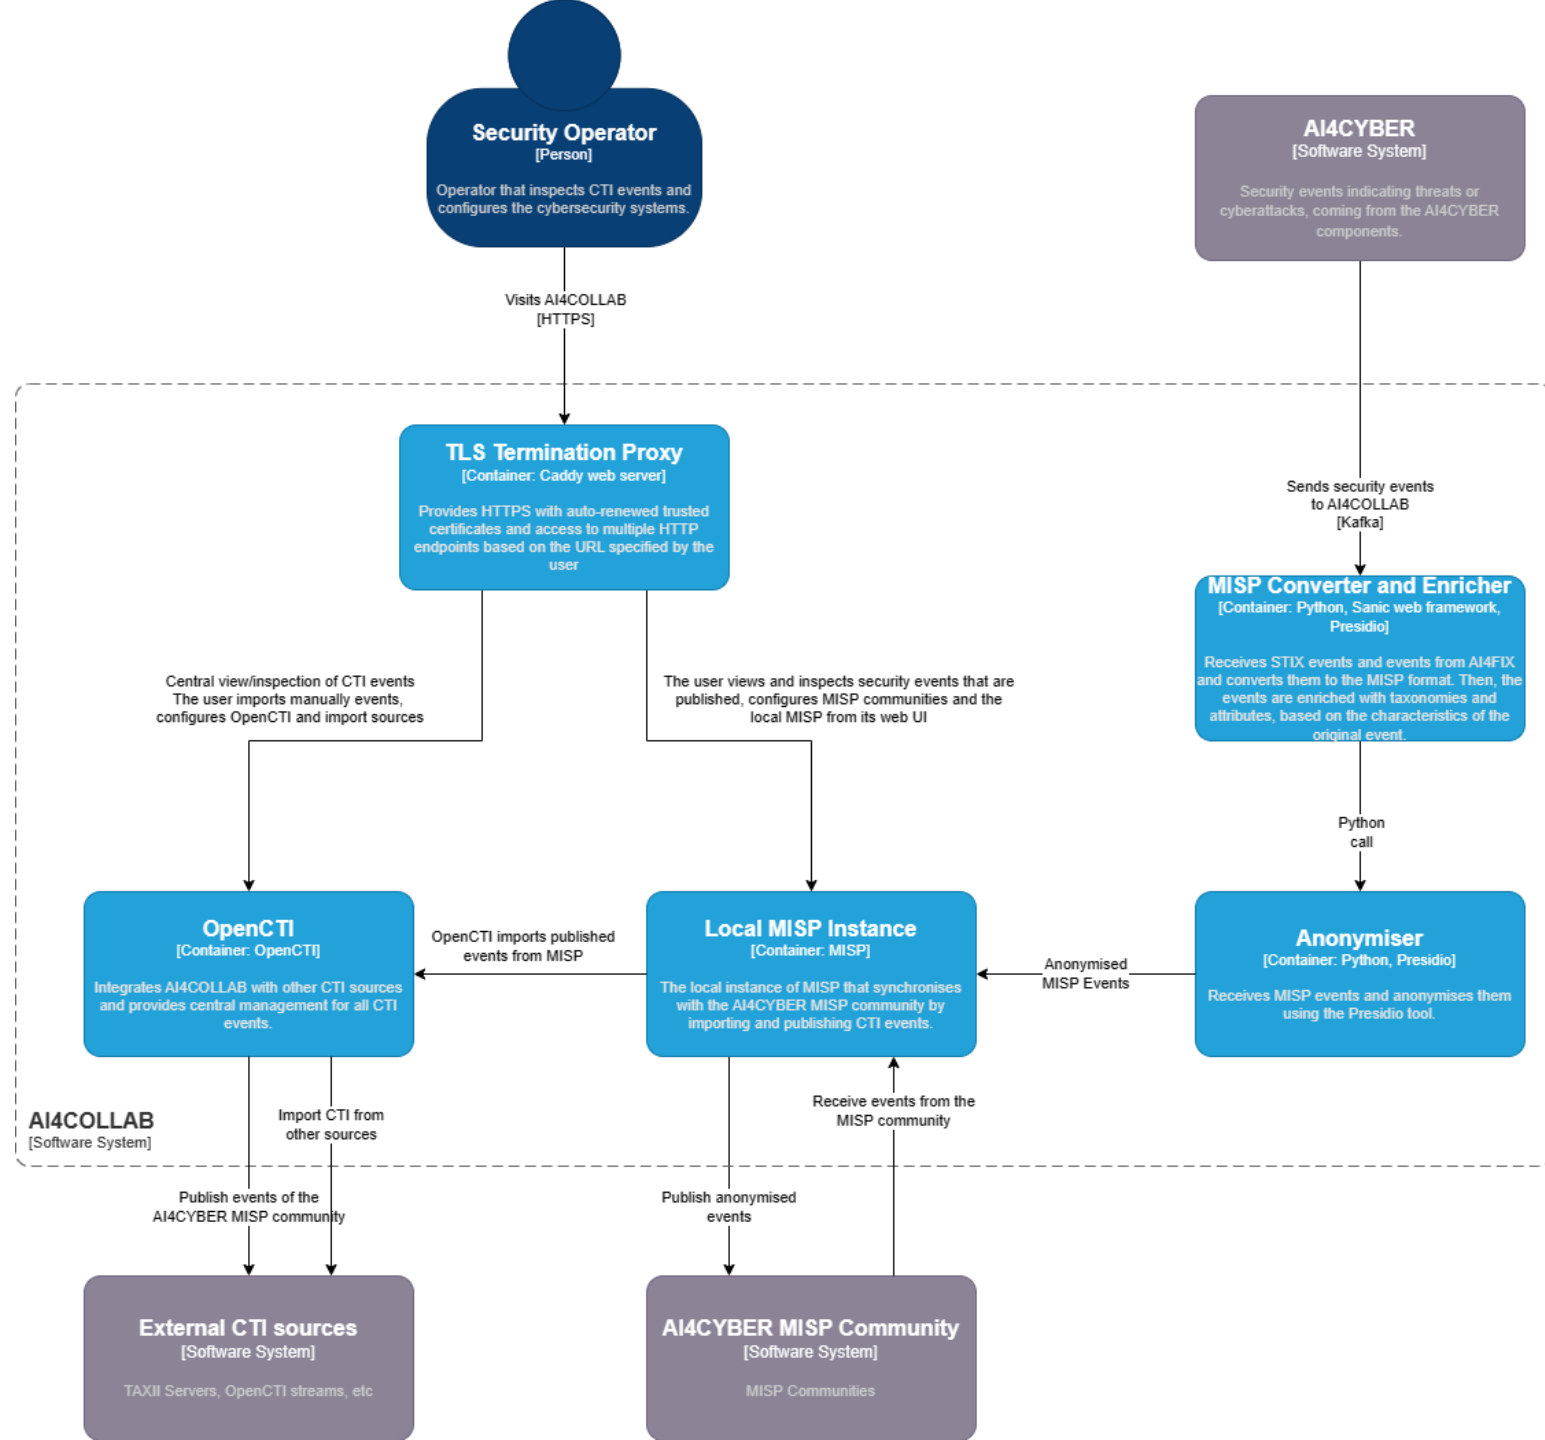 Security Operator
[Person]
Operator that inspects CTI events and
configures the cybersecurity systems.
AI4CYBER
[Software System]
Security events indicating threats or
cyberattacks, coming from the AI4CYBER
components.
Visits AI4COLLAB
[HTTPS]
TLS Termination Proxy
[Container: Caddy web server]
Provides HTTPS with auto-renewed trusted
certificates and access to multiple HTTP
endpoints based on the URL specified by the
user
Sends security events
to AI4COLLAB
[Kafka]
MISP Converter and Enricher
[Container: Python, Sanic web framework,
Presidio]
Receives STIX events and events from AI4FIX
and converts them to the MISP format. Then, the
events are enriched with taxonomies and
attributes, based on the characteristics of the
original event.
Central view/inspection of CTI events
The user imports manually events,
configures OpenCTI and import sources
The user views and inspects security events that are
published, configures MISP communities and the
local MISP from its web UI
Python
call
OpenCTI
[Container: OpenCTI]
Integrates AI4COLLAB with other CTI sources
and provides central management for all CTI
events.
OpenCTI imports published
events from MISP
Local MISP Instance
[Container: MISP]
The local instance of MISP that synchronises
with the AI4CYBER MISP community by
importing and publishing CTI events.
Anonymised
MISP Events
Anonymiser
[Container: Python, Presidio]
Receives MISP events and anonymises them
using the Presidio tool.
AI4COLLAB
[Software System]
Import CTI from
other sources
Receive events from the
MISP community
Publish events of the
AI4CYBER MISP community
Publish anonymised
events
External CTI sources
[Software System]
TAXII Servers, OpenCTI streams, etc
AI4CYBER MISP Community
[Software System]
MISP Communities